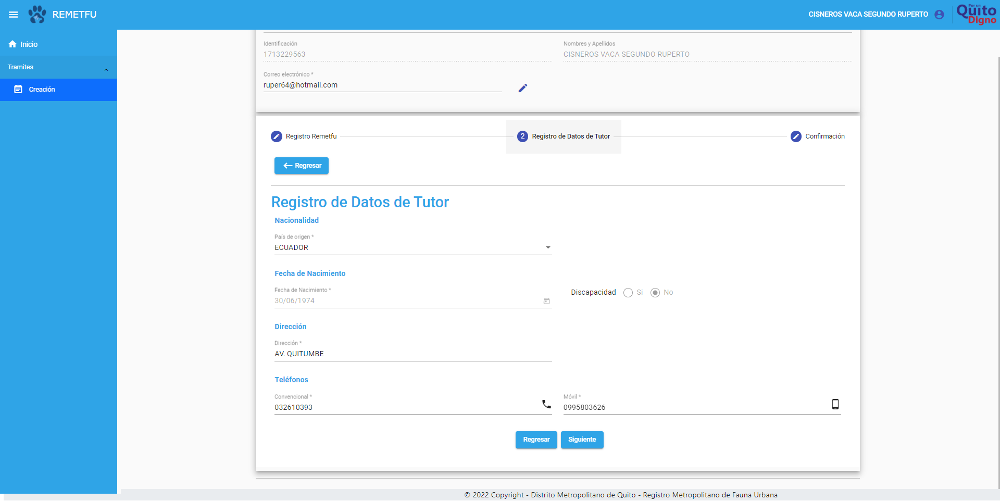 REMETFU
CISNEROS VACA SEGUNDO RUPERTO
Por un
Quito
Digno
Inicio
Tramites
Creación
Identificación
1713229563
Nombres y Apellidos
CISNEROS VACA SEGUNDO RUPERTO
Correo electrónico *
ruper64@hotmail.com
Registro Remetfu
2 Registro de Datos de Tutor
Confirmación
Regresar
Registro de Datos de Tutor
Nacionalidad
País de origen *
ECUADOR
Fecha de Nacimiento
Fecha de Nacimiento *
30/06/1974
Discapacidad Si No
Dirección
Dirección *
AV. QUITUMBE
Teléfonos
Convencional *
032610393
Móvil *
0995803626
Regresar Siguiente
© 2022 Copyright - Distrito Metropolitano de Quito - Registro Metropolitano de Fauna Urbana